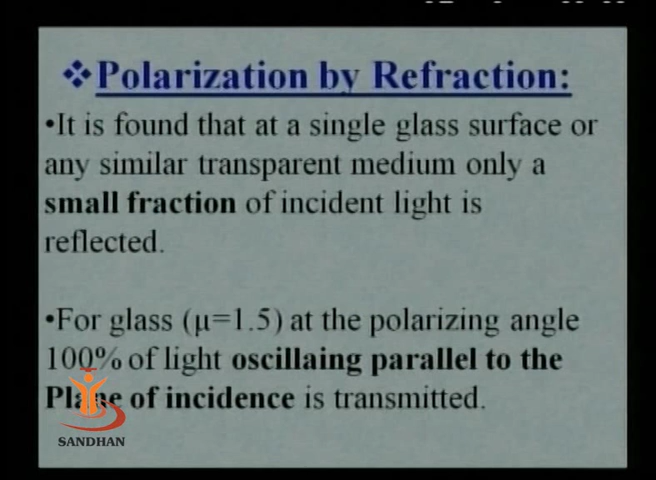 ❖Polarization by Refraction:
•It is found that at a single glass surface or
any similar transparent medium only a
small fraction of incident light is
reflected.
•For glass (μ=1.5) at the polarizing angle
100% of light oscillaing parallel to the
Plane of incidence is transmitted.
SANDHAN